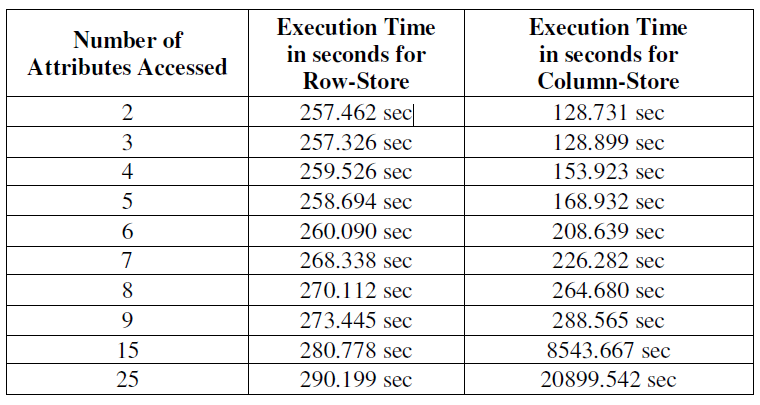 Number of Attributes Accessed | Execution Time in seconds for Row-Store | Execution Time in seconds for Column-Store
2 | 257.462 sec | 128.731 sec
3 | 257.326 sec | 128.899 sec
4 | 259.526 sec | 153.923 sec
5 | 258.694 sec | 168.932 sec
6 | 260.090 sec | 208.639 sec
7 | 268.338 sec | 226.282 sec
8 | 270.112 sec | 264.680 sec
9 | 273.445 sec | 288.565 sec
15 | 280.778 sec | 8543.667 sec
25 | 290.199 sec | 20899.542 sec